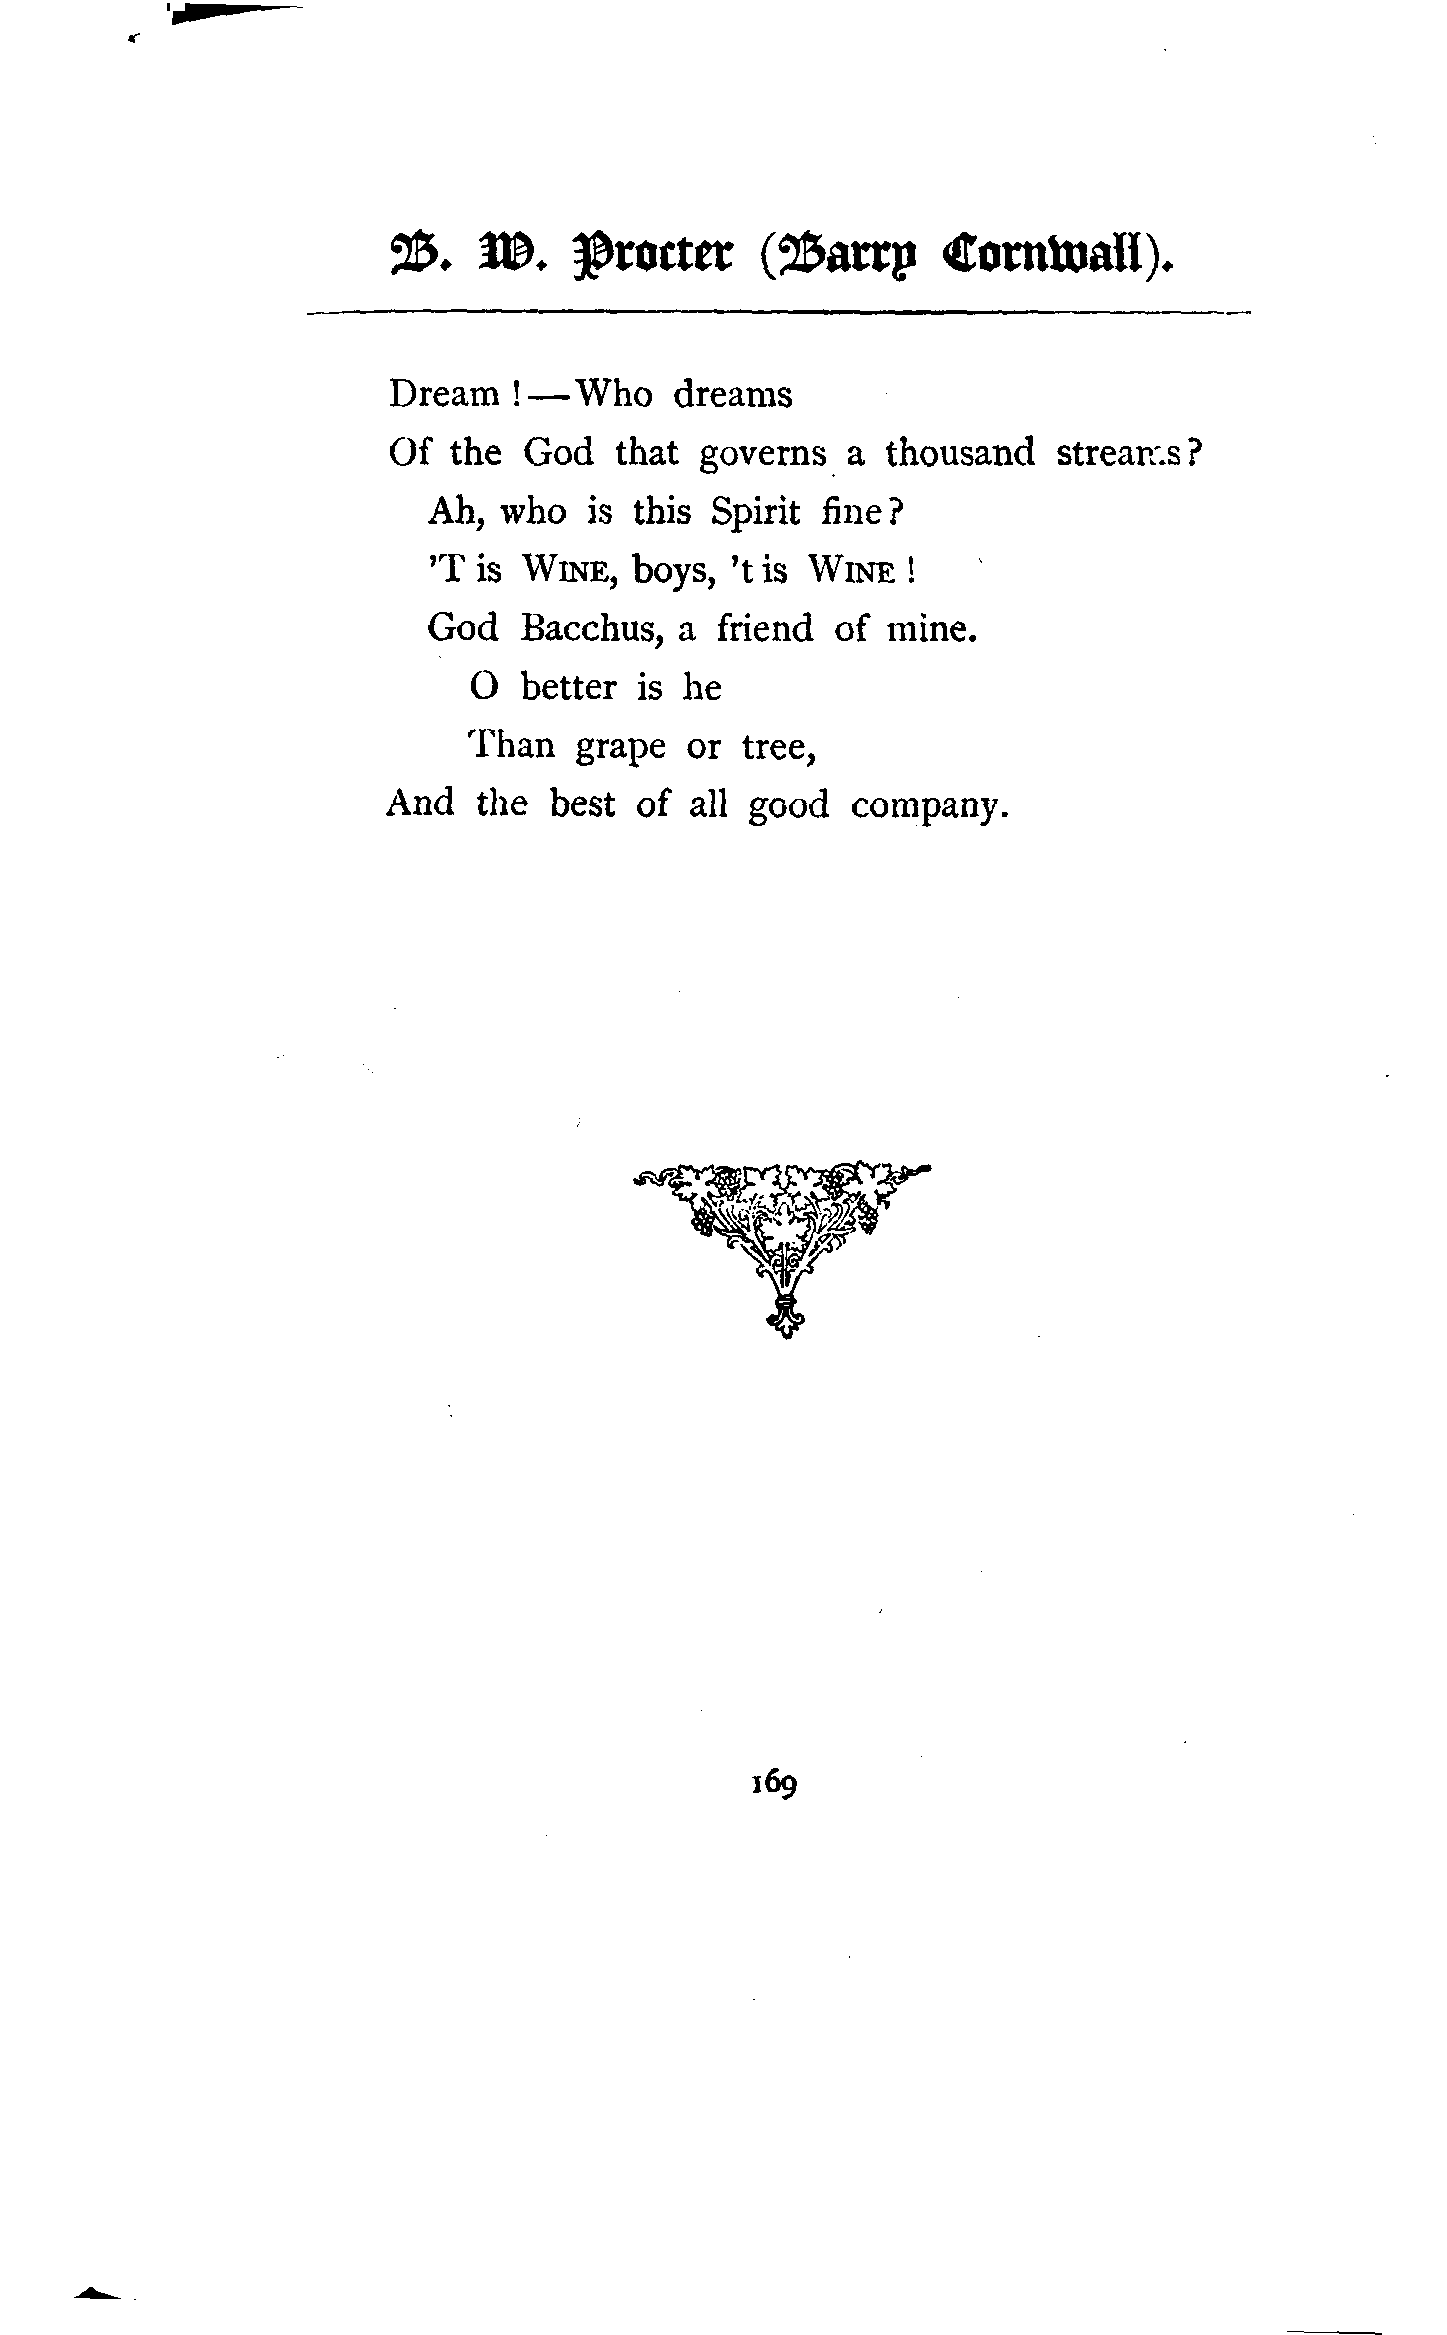 B. W. Procter (Barry Cornwall).
Dream !—Who dreams
Of the God that governs a thousand streams?
Ah, who is this Spirit fine?
'T is WINE, boys, 't is WINE !
God Bacchus, a friend of mine.
O better is he
Than grape or tree,
And the best of all good company.
169